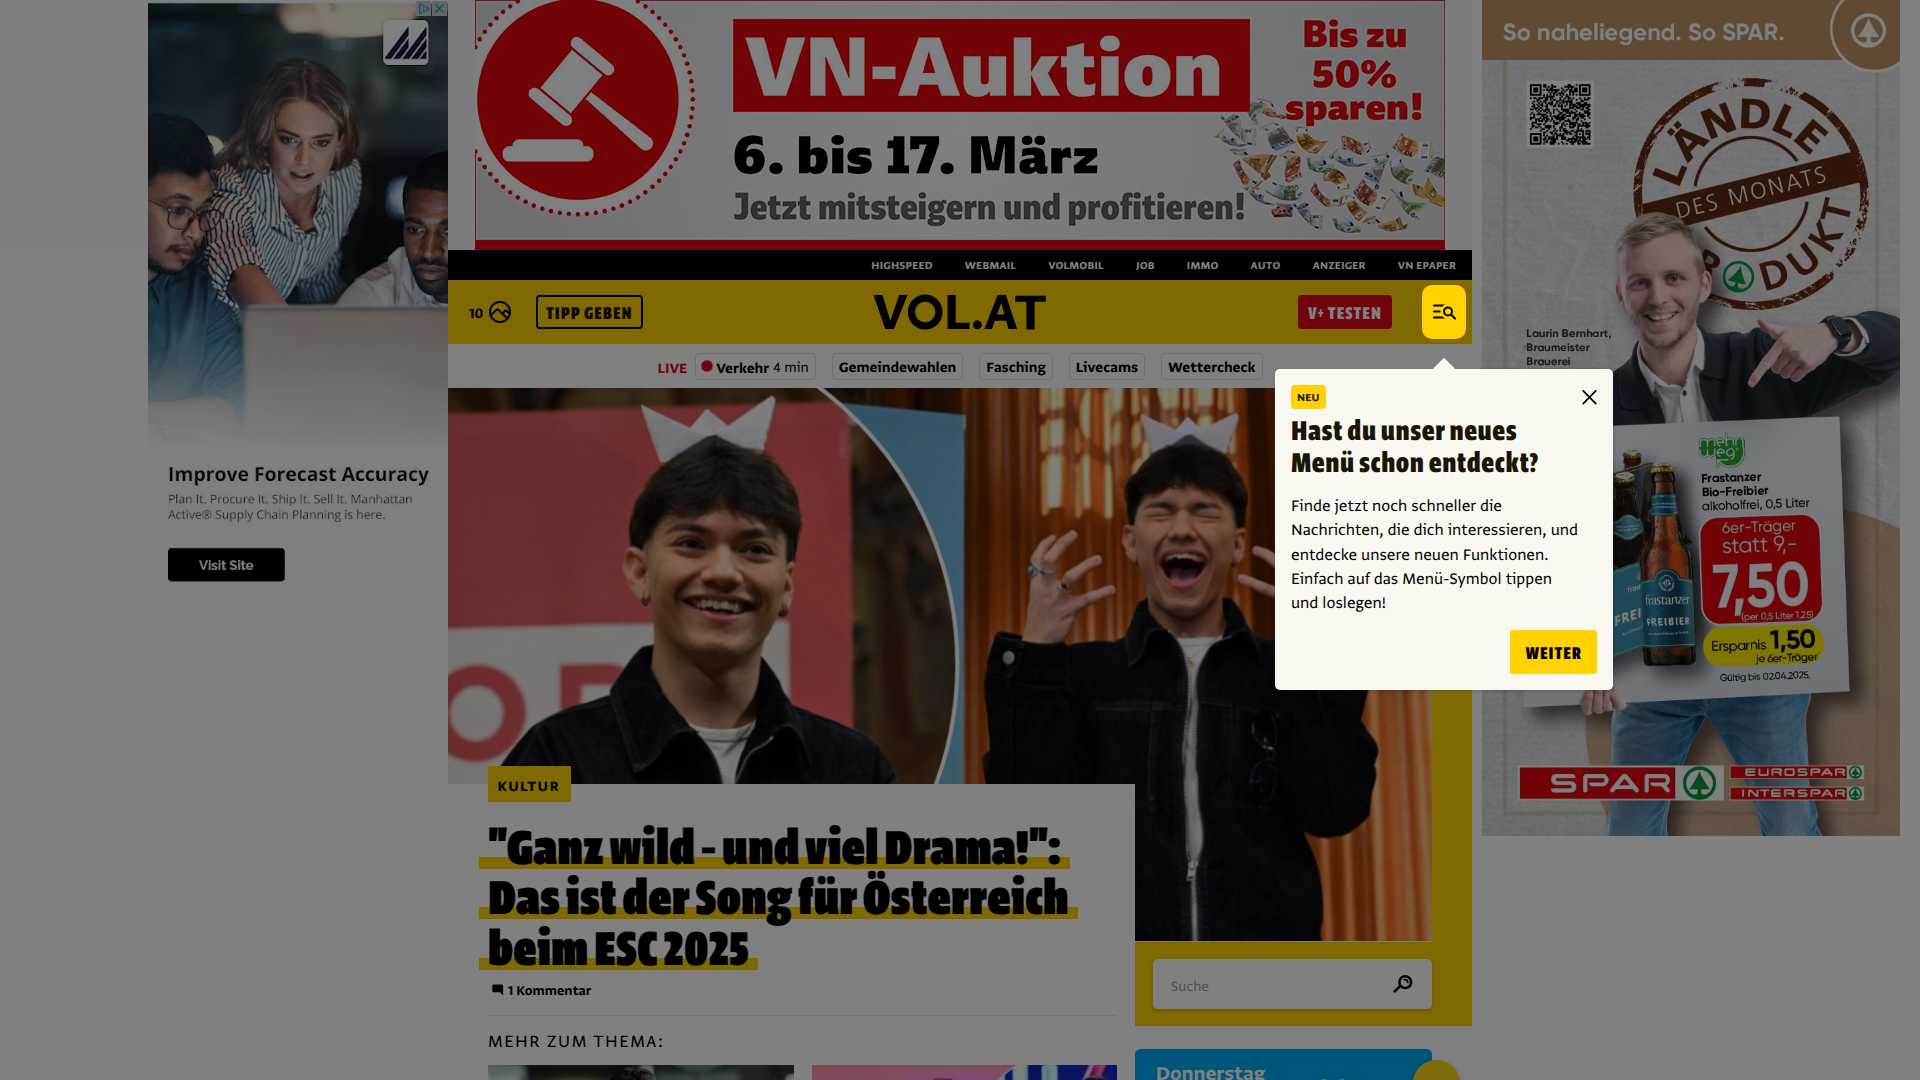 VN-Auktion
6. bis 17. März
Jetzt mitsteigern und profitieren!
Bis zu
50%
sparen!
So naheliegend. So SPAR.
LÄNDLE
DES MONATS
PRODUKT
Laurin Bernhart,
Braumeister
Brauerei
mehr
weg
Frastanzer
Bio-Freibier
alkoholfrei, 0,5 Liter
6er-Träger
statt 9,-
7,50
(per 0,5 Liter 1,25)
Ersparnis 1,50
je 6er-Träger
Gültig bis 02.04.2025.
frastanzer
FREIBIER
FREI
SPAR
EUROSPAR
INTERSPAR
Improve Forecast Accuracy
Plan It. Procure It. Ship It. Sell It. Manhattan
Active® Supply Chain Planning is here.
Visit Site
HIGHSPEED WEBMAIL VOLMOBIL JOB IMMO AUTO ANZEIGER VN EPAPER
10
TIPP GEBEN
VOL.AT
V+ TESTEN
LIVE Verkehr 4 min Gemeindewahlen Fasching Livecams Wettercheck
NEU
Hast du unser neues
Menü schon entdeckt?
Finde jetzt noch schneller die
Nachrichten, die dich interessieren, und
entdecke unsere neuen Funktionen.
Einfach auf das Menü-Symbol tippen
und loslegen!
WEITER
KULTUR
"Ganz wild - und viel Drama!":
Das ist der Song für Österreich
beim ESC 2025
1 Kommentar
MEHR ZUM THEMA:
Suche
Donnerstag